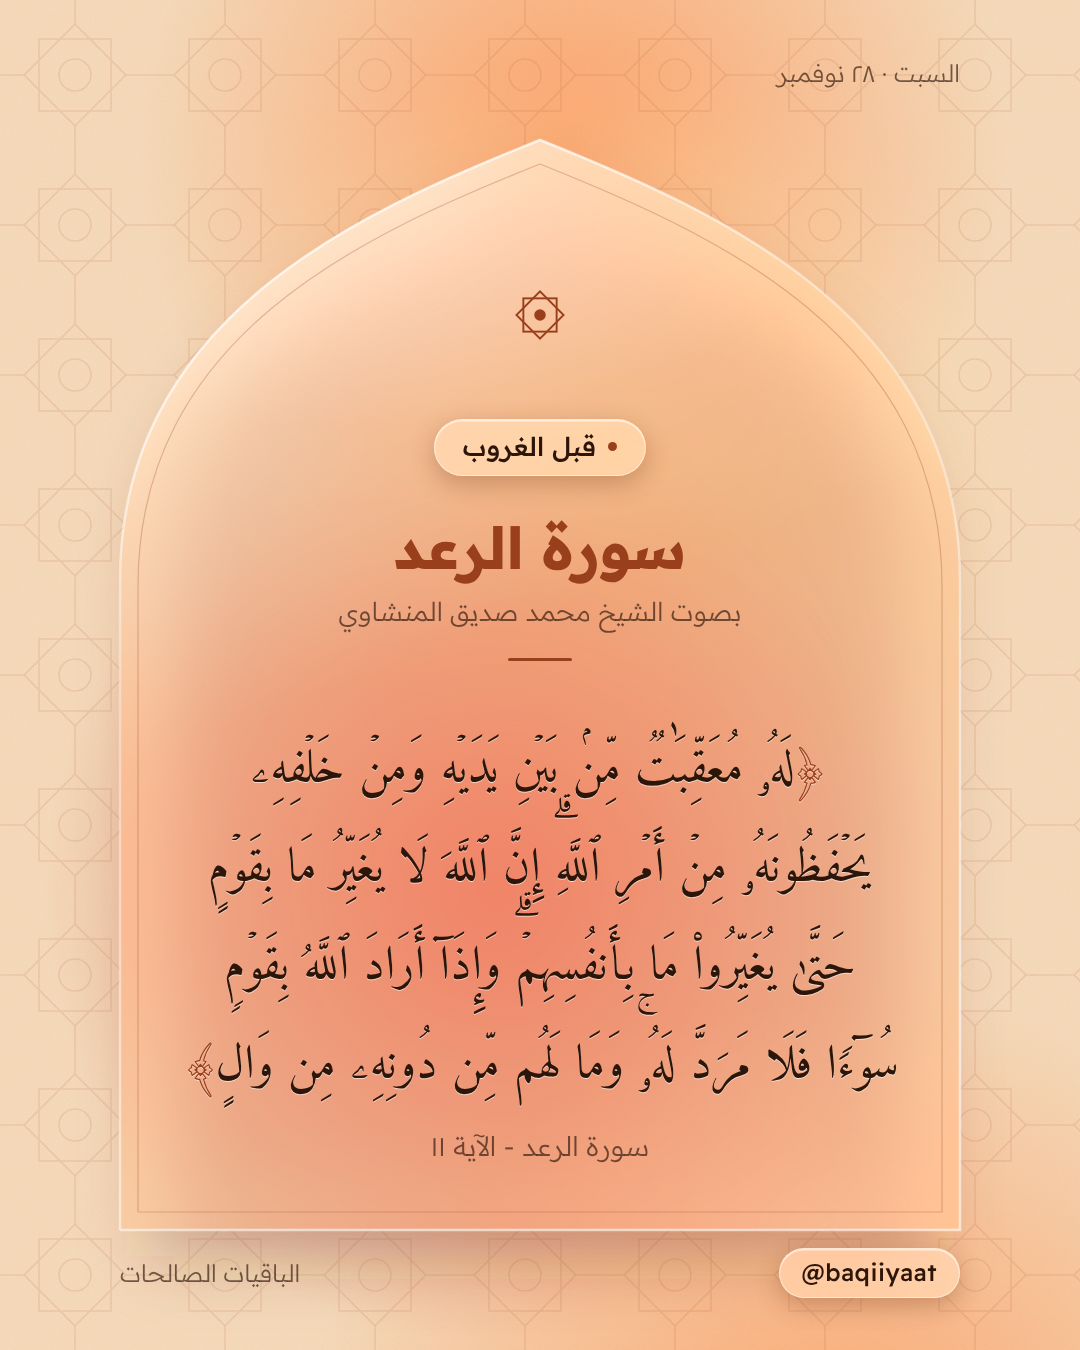 السبت · ٢٨ نوفمبر
• قبل الغروب
سورة الرعد
بصوت الشيخ محمد صديق المنشاوي
﴿لَهُۥ مُعَقِّبَٰتٞ مِّنۢ بَيۡنِ يَدَيۡهِ وَمِنۡ خَلۡفِهِۦ
يَحۡفَظُونَهُۥ مِنۡ أَمۡرِ ٱللَّهِۗ إِنَّ ٱللَّهَ لَا يُغَيِّرُ مَا بِقَوۡمٍ
حَتَّىٰ يُغَيِّرُواْ مَا بِأَنفُسِهِمۡۗ وَإِذَآ أَرَادَ ٱللَّهُ بِقَوۡمٖ
سُوٓءٗا فَلَا مَرَدَّ لَهُۥۚ وَمَا لَهُم مِّن دُونِهِۦ مِن وَالٍ﴾
سورة الرعد - الآية ١١
@baqiiyaat
الباقيات الصالحات